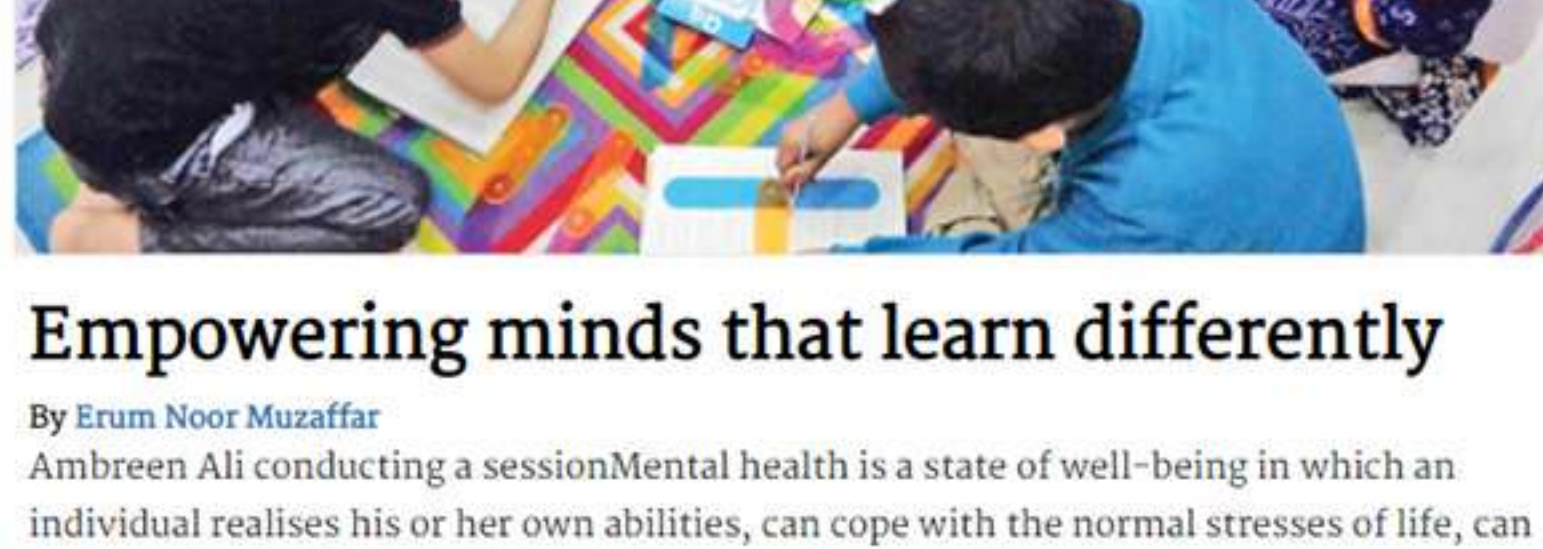 Empowering minds that learn differently
By Erum Noor Muzaffar
Ambreen Ali conducting a sessionMental health is a state of well-being in which an
individual realises his or her own abilities, can cope with the normal stresses of life, can